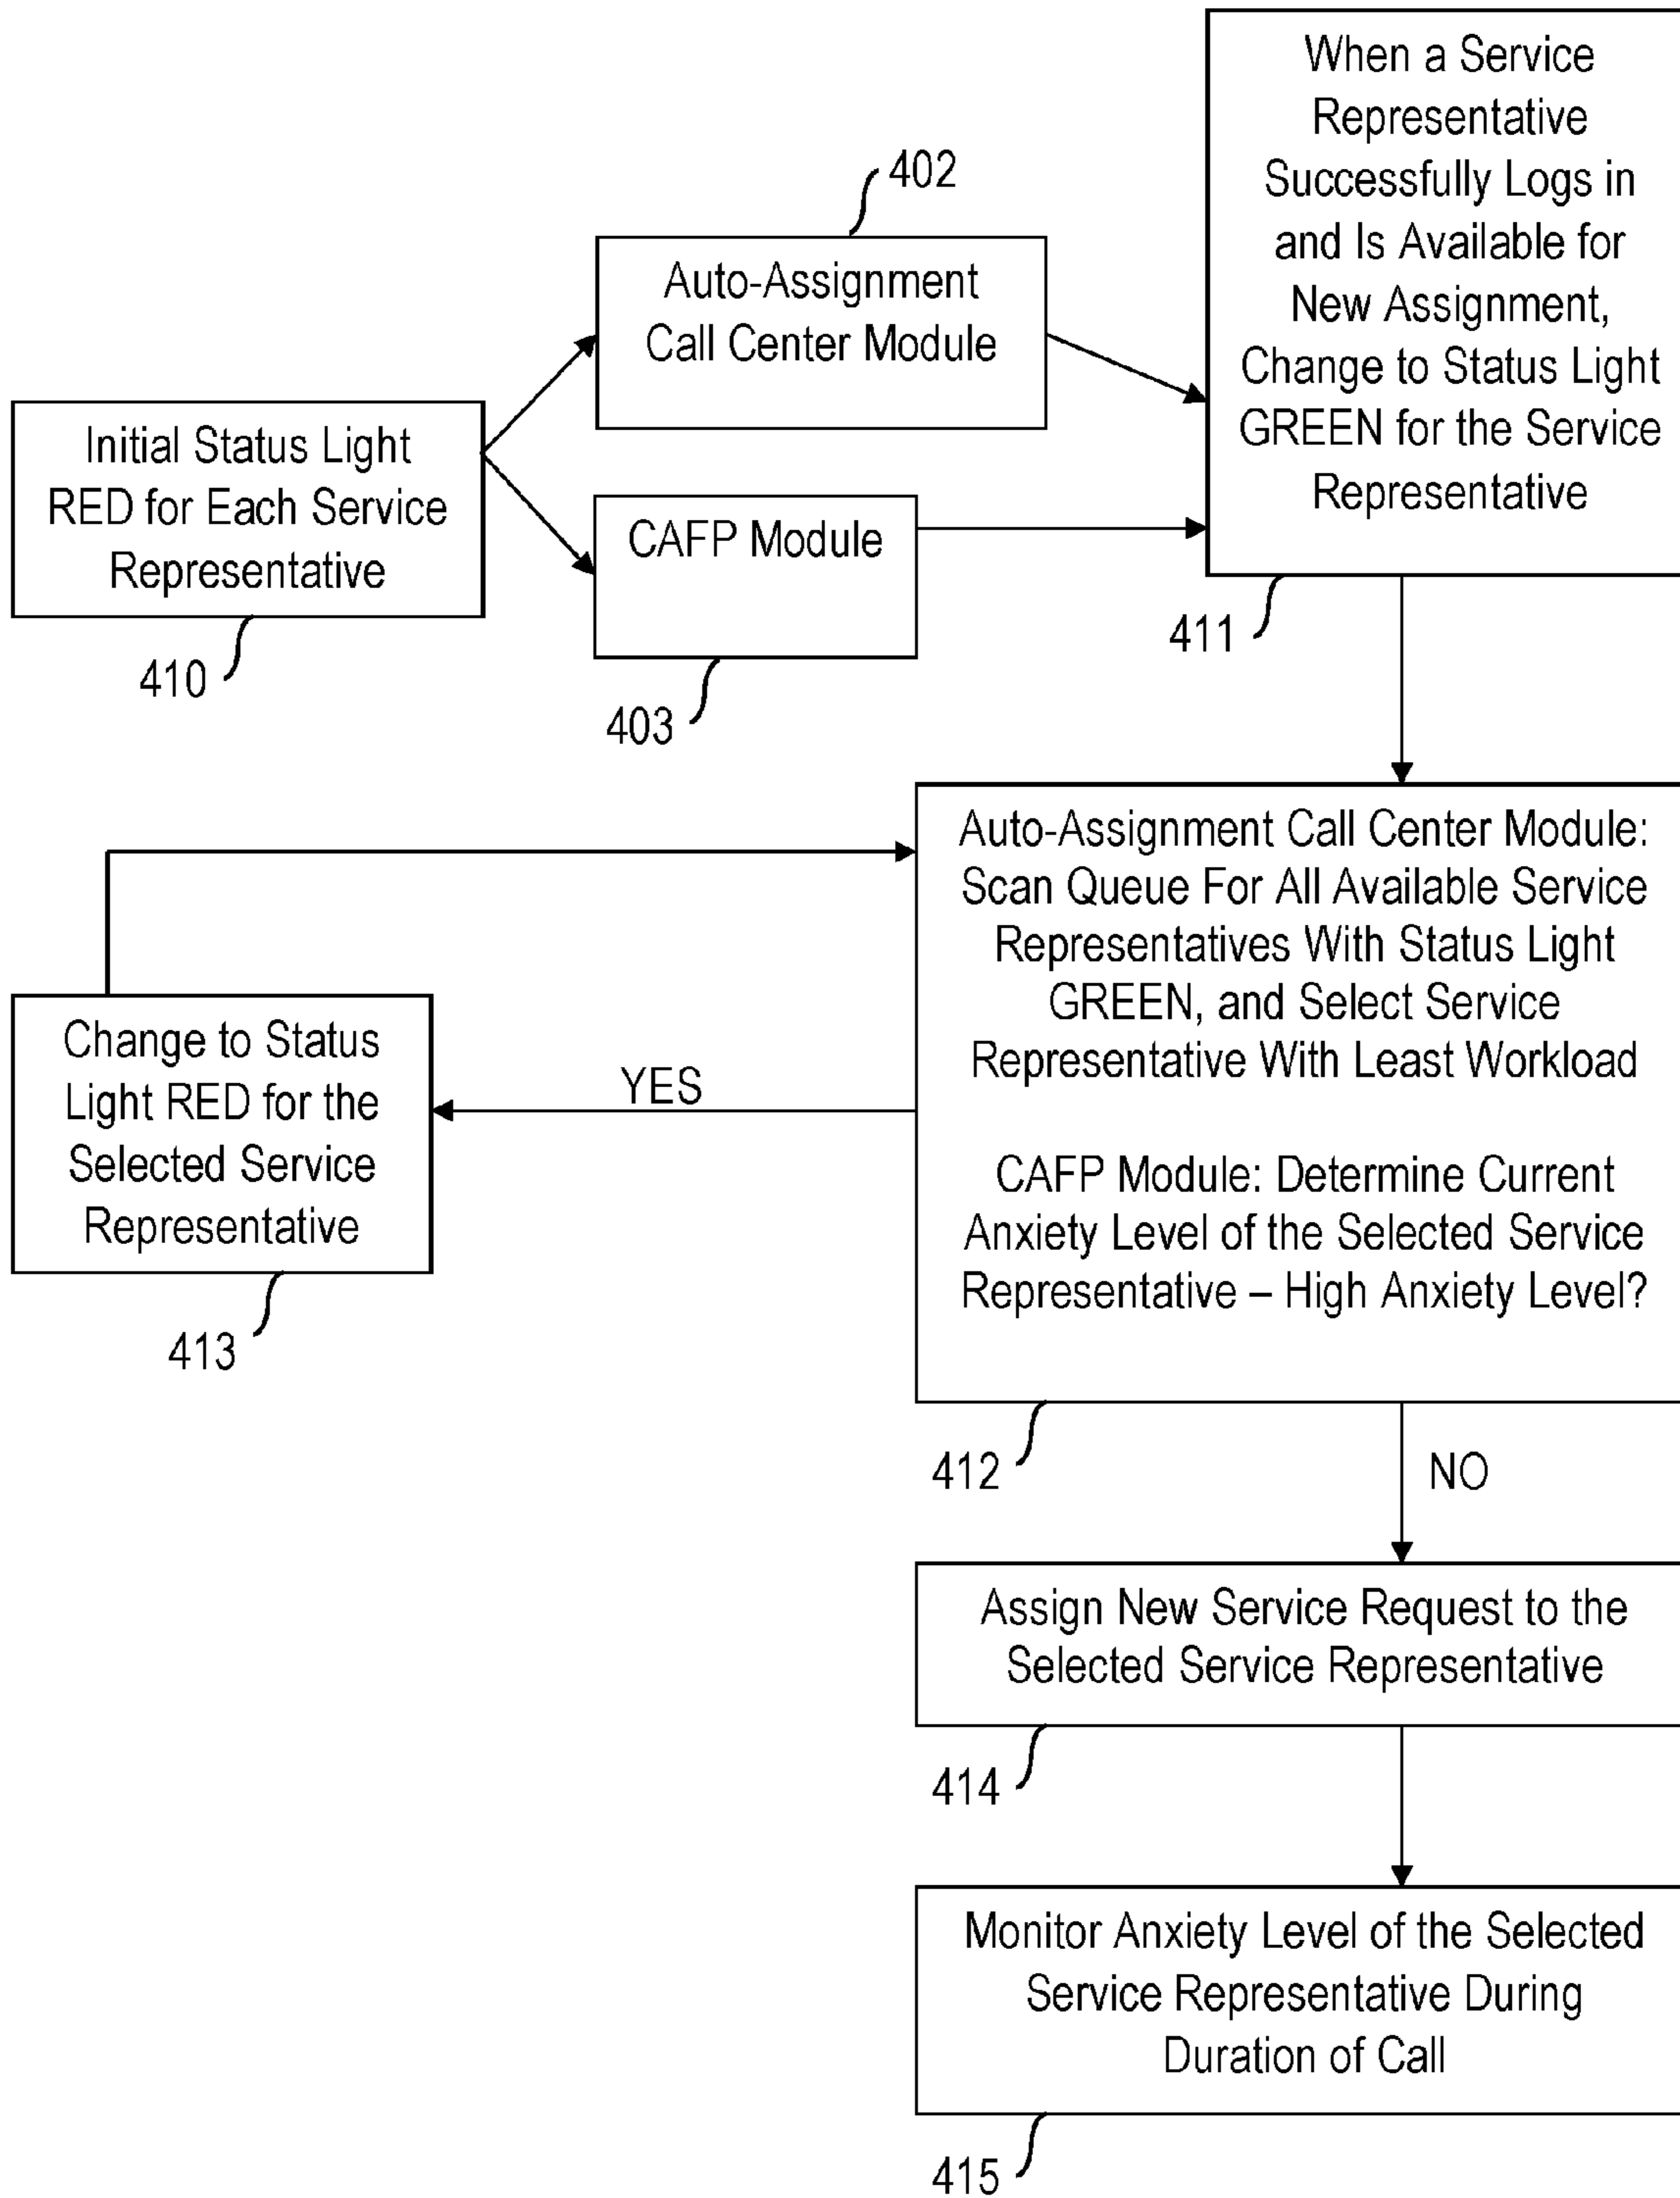 Initial Status Light
RED for Each Service
Representative
410
402
Auto-Assignment
Call Center Module
CAFP Module
403
When a Service
Representative
Successfully Logs in
and Is Available for
New Assignment,
Change to Status Light
GREEN for the Service
Representative
411
Auto-Assignment Call Center Module:
Scan Queue For All Available Service
Representatives With Status Light
GREEN, and Select Service
Representative With Least Workload
CAFP Module: Determine Current
Anxiety Level of the Selected Service
Representative – High Anxiety Level?
412
YES
Change to Status
Light RED for the
Selected Service
Representative
413
NO
Assign New Service Request to the
Selected Service Representative
414
Monitor Anxiety Level of the Selected
Service Representative During
Duration of Call
415